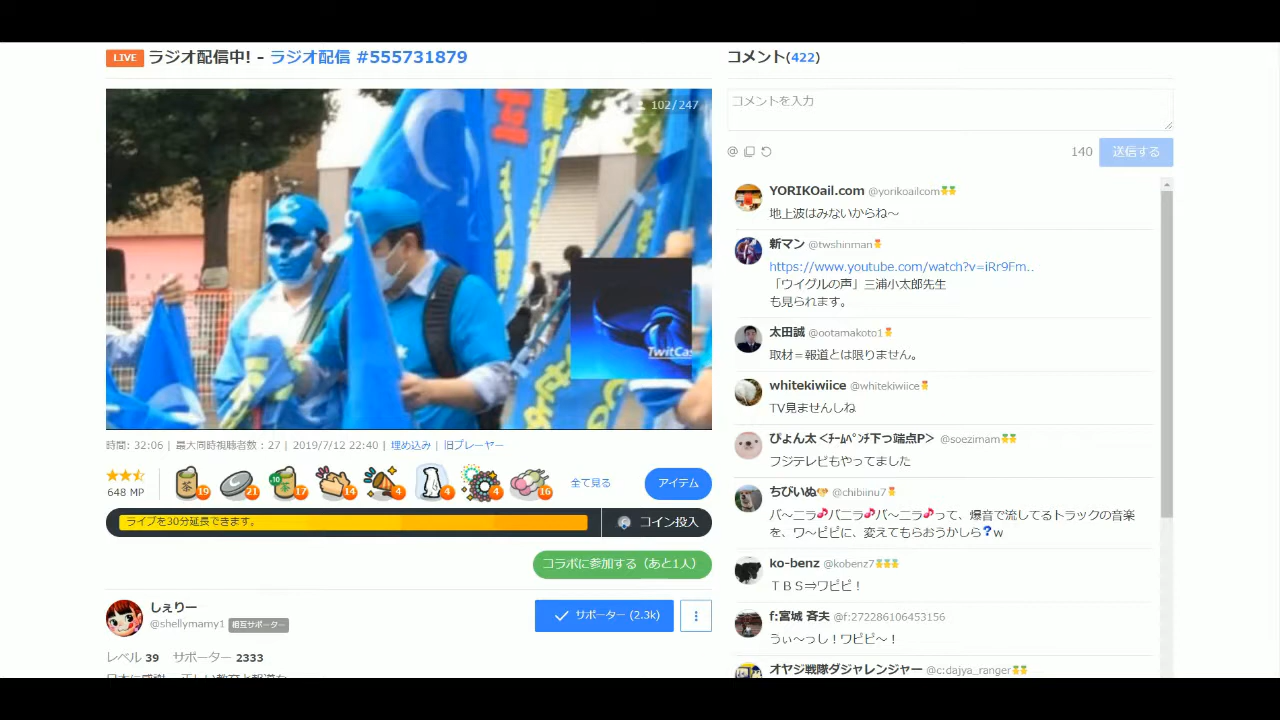 LIVE ラジオ配信中! - ラジオ配信 #555731879
102/247
TwitCas
時間: 32:06 | 最大同時視聴者数 : 27 | 2019/7/12 22:40 | 埋め込み | 旧プレーヤー
648 MP
茶 19
21
-10 茶 17
14
4
4
4
16
全て見る
アイテム
ライブを30分延長できます。
コイン投入
コラボに参加する（あと1人）
しぇりー
@shellymamy1 相互サポーター
サポーター (2.3k)
レベル 39 サポーター 2333
コメント(422)
コメントを入力
140 送信する
YORIKOail.com @yorikoailcom
地上波はみないからね～
新マン @twshinman
https://www.youtube.com/watch?v=iRr9Fm..
「ウイグルの声」三浦小太郎先生
も見られます。
太田誠 @ootamakoto1
取材＝報道とは限りません。
whitekiwiice @whitekiwiice
TV見ませんしね
ぴょん太<ﾁｰﾑﾍﾟﾝﾁ下っ端点P> @soezimam
フジテレビもやってました
ちびいぬ @chibiinu7
バ～ニラ♪バニラ♪バ～ニラ♪って、爆音で流してるトラックの音楽
を、ワ～ピピに、変えてもらおうかしら?w
ko-benz @kobenz7
ＴＢＳ⇒ワピピ！
f:宮城 斉夫 @f:272286106453156
うぃ～っし！ワピピ～！
オヤジ戦隊ダジャレンジャー @c:dajya_ranger